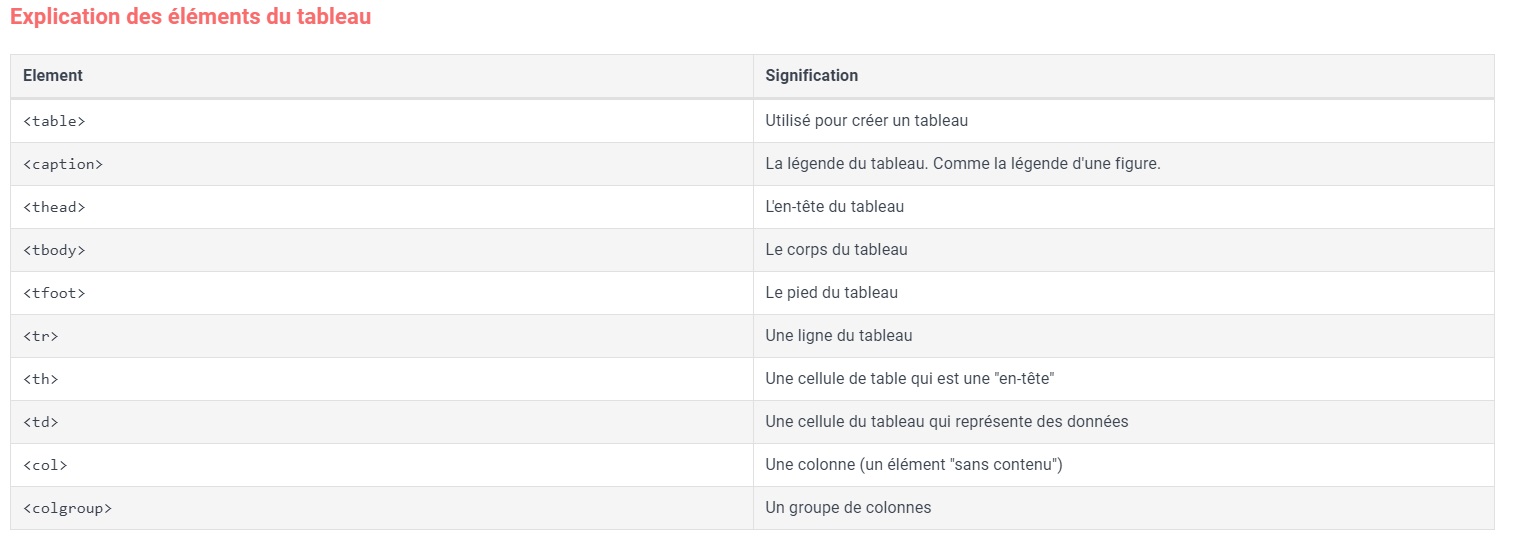 Explication des éléments du tableau
Element Signification
<table> Utilisé pour créer un tableau
<caption> La légende du tableau. Comme la légende d'une figure.
<thead> L'en-tête du tableau
<tbody> Le corps du tableau
<tfoot> Le pied du tableau
<tr> Une ligne du tableau
<th> Une cellule de table qui est une "en-tête"
<td> Une cellule du tableau qui représente des données
<col> Une colonne (un élément "sans contenu")
<colgroup> Un groupe de colonnes